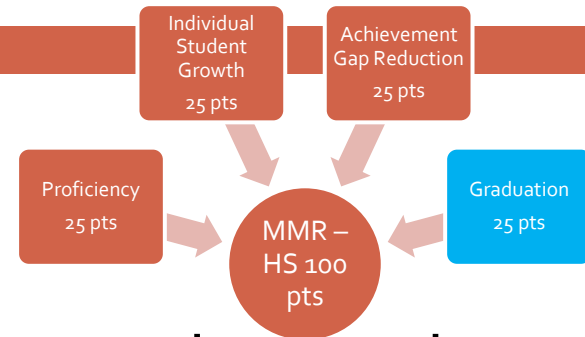 Individual
Student
Growth
25 pts
Achievement
Gap Reduction
25 pts
Proficiency
25 pts
Graduation
25 pts
MMR –
HS 100
pts